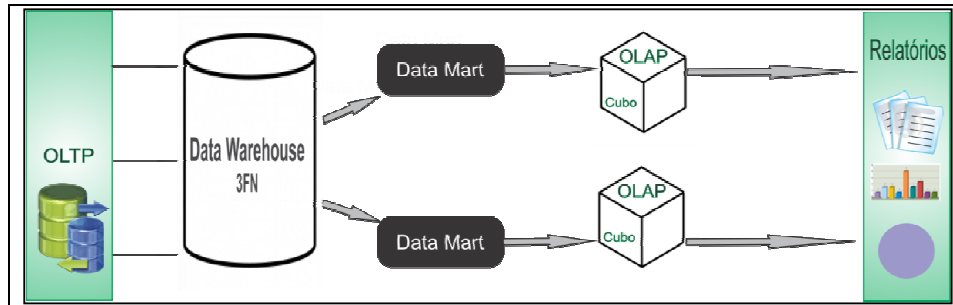 OLTP
Data Warehouse
3FN
Data Mart
OLAP
Cubo
Data Mart
OLAP
Cubo
Relatórios